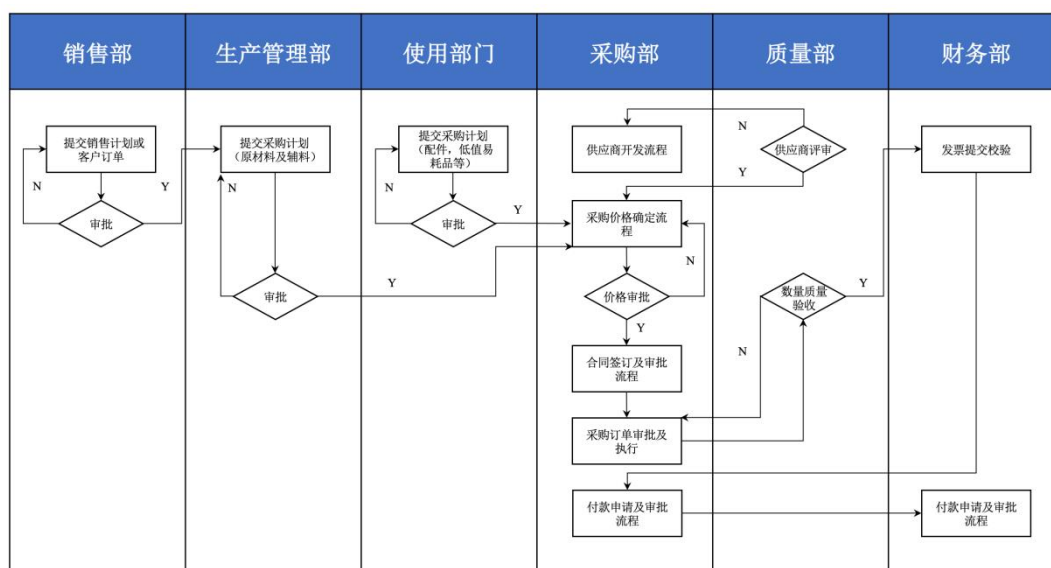 销售部
生产管理部
使用部门
采购部
质量部
财务部
提交销售计划或
客户订单
N
Y
审批
提交采购计划
（原材料及辅料）
N
审批
Y
提交采购计划
（配件，低值易
耗品等）
N
Y
审批
供应商开发流程
N
供应商评审
Y
采购价格确定流
程
N
价格审批
Y
合同签订及审批
流程
采购订单审批及
执行
数量质量
验收
Y
N
发票提交校验
付款申请及审批
流程
付款申请及审批
流程